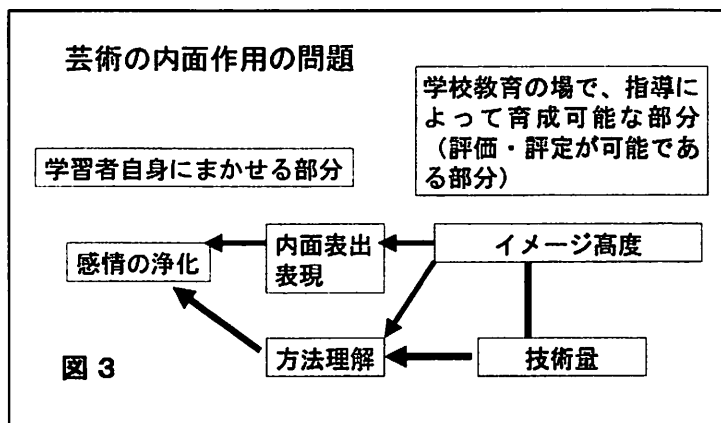 芸術の内面作用の問題
学校教育の場で、指導に
よって育成可能な部分
（評価・評定が可能であ
る部分）
学習者自身にまかせる部分
内面表出
表現
イメージ高度
感情の浄化
方法理解
技術量
図３